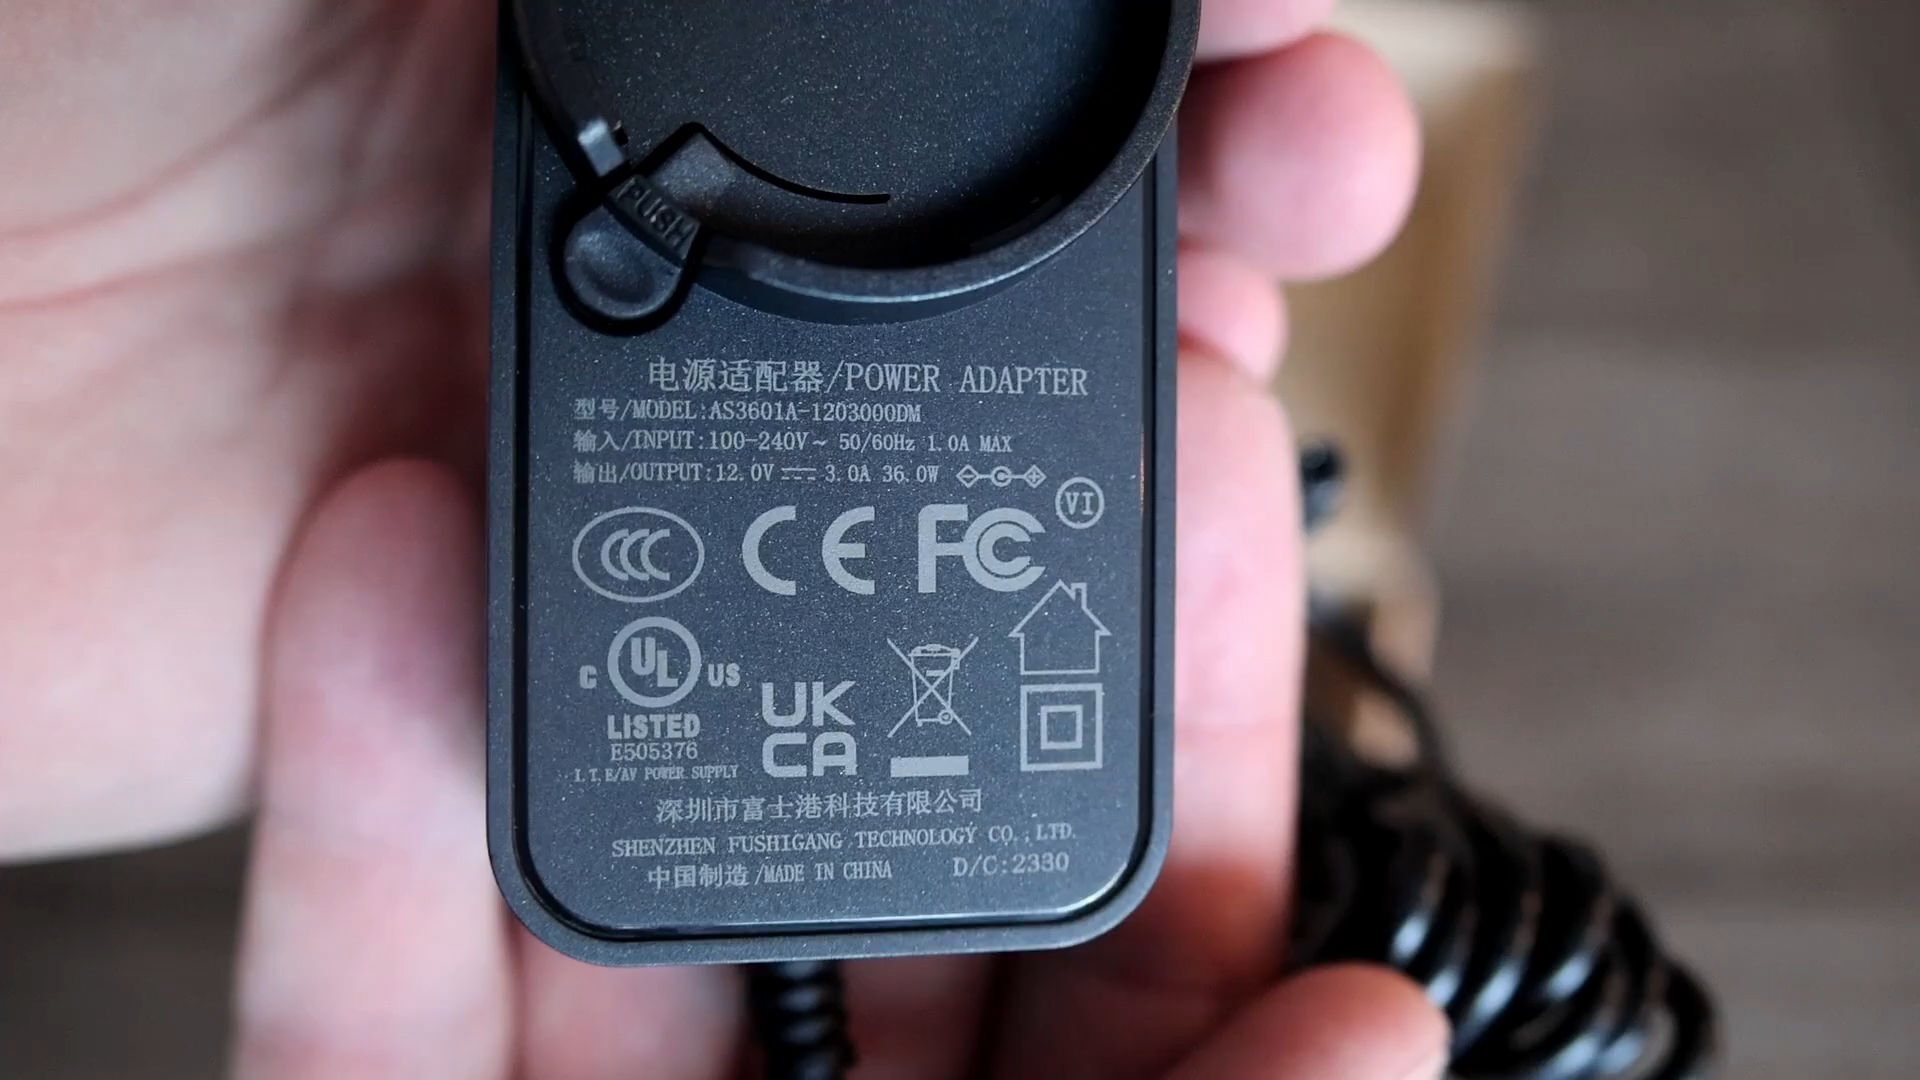 PUSH
电源适配器/POWER ADAPTER
型号/MODEL:AS3601A-1203000DM
输入/INPUT:100-240V~ 50/60Hz 1.0A MAX
输出/OUTPUT:12.0V⎓3.0A 36.0W
VI
CCC CE FC
C UL US
LISTED
E505376
I.T.E/AV POWER SUPPLY
UK
CA
深圳市富士港科技有限公司
SHENZHEN FUSHIGANG TECHNOLOGY CO.,LTD.
中国制造/MADE IN CHINA D/C:2330